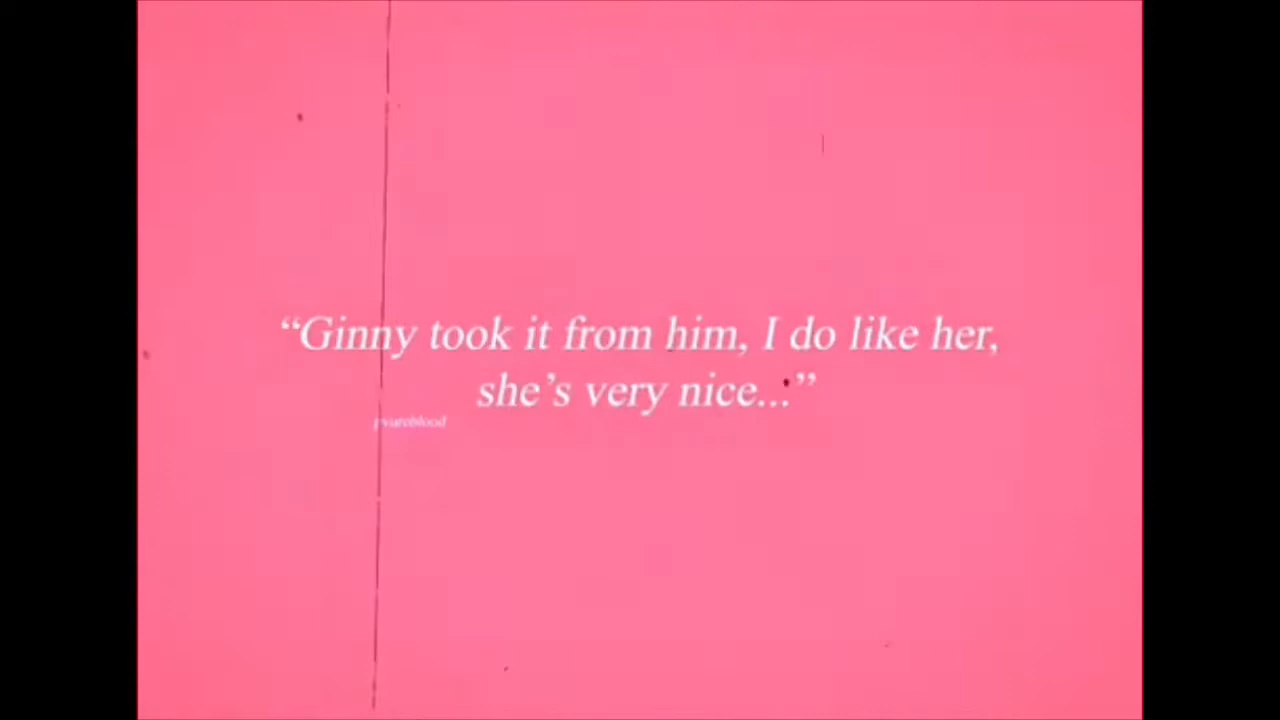 “Ginny took it from him, I do like her,
she’s very nice...”